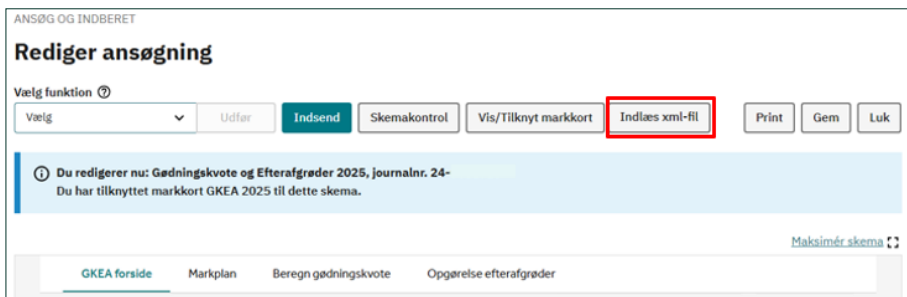 ANSØG OG INDBERET
Rediger ansøgning
Vælg funktion
Vælg Udfør Indsend Skemakontrol Vis/Tilknyt markkort Indlæs xml-fil Print Gem Luk
Du redigerer nu: Gødningskvote og Efterafgrøder 2025, journalnr. 24-
Du har tilknyttet markkort GKEA 2025 til dette skema.
Maksimér skema
GKEA forside Markplan Beregn gødningskvote Opgørelse efterafgrøder